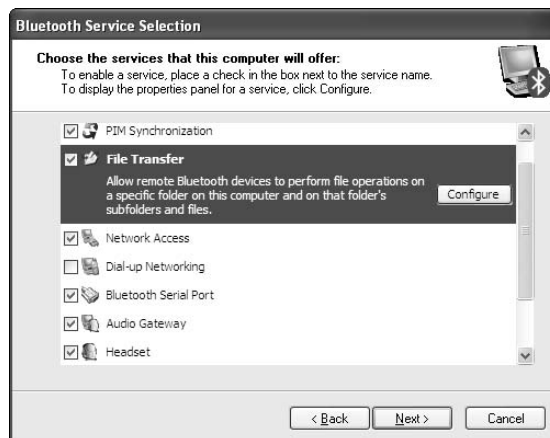 Bluetooth Service Selection
Choose the services that this computer will offer:
To enable a service, place a check in the box next to the service name.
To display the properties panel for a service, click Configure.
PIM Synchronization
File Transfer
Allow remote Bluetooth devices to perform file operations on
a specific folder on this computer and on that folder's
subfolders and files.
Configure
Network Access
Dial-up Networking
Bluetooth Serial Port
Audio Gateway
Headset
< Back
Next >
Cancel